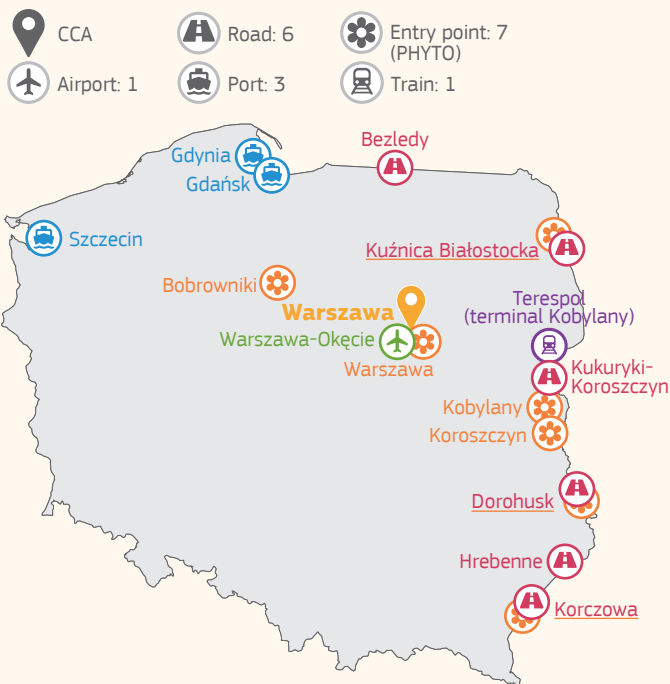 CCA
Road: 6
Entry point: 7
(PHYTO)
Airport: 1
Port: 3
Train: 1
Bezledy
Gdynia
Gdańsk
Szczecin
Kuźnica Białostocka
Bobrowniki
Terespol
(terminal Kobylany)
Warszawa
Warszawa-Okęcie
Warszawa
Kukuryki-
Koroszczyn
Kobylany
Koroszczyn
Dorohusk
Hrebenne
Korczowa